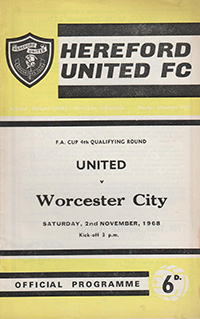 HEREFORD
UNITED FC
F.A. CUP 4th QUALIFYING ROUND
UNITED
v
Worcester City
SATURDAY, 2nd NOVEMBER, 1968
Kick-off 3 p.m.
OFFICIAL PROGRAMME
6D.